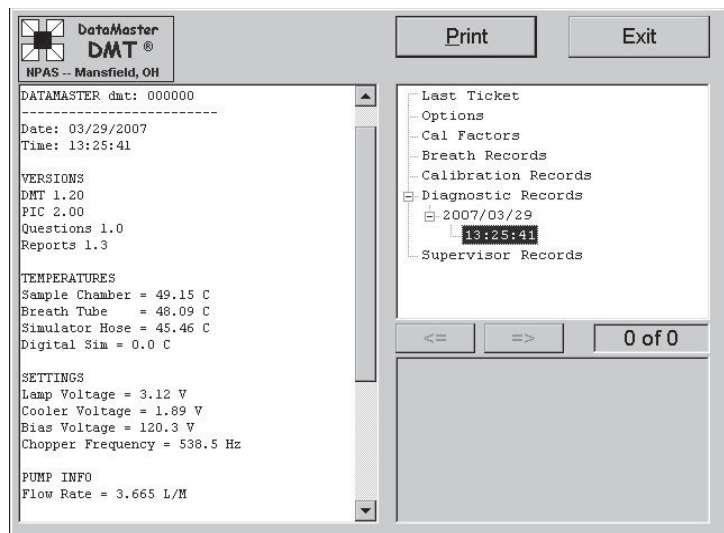 DataMaster
DMT ®
NPAS -- Mansfield, OH
Print
Exit
DATAMASTER dmt: 000000
-------------------------
Date: 03/29/2007
Time: 13:25:41
VERSIONS
DMT 1.20
PIC 2.00
Questions 1.0
Reports 1.3
TEMPERATURES
Sample Chamber = 49.15 C
Breath Tube    = 48.09 C
Simulator Hose = 45.46 C
Digital Sim = 0.0 C
SETTINGS
Lamp Voltage = 3.12 V
Cooler Voltage = 1.89 V
Bias Voltage = 120.3 V
Chopper Frequency = 538.5 Hz
PUMP INFO
Flow Rate = 3.665 L/M
Last Ticket
Options
Cal Factors
Breath Records
Calibration Records
Diagnostic Records
2007/03/29
13:25:41
Supervisor Records
<=
=>
0 of 0